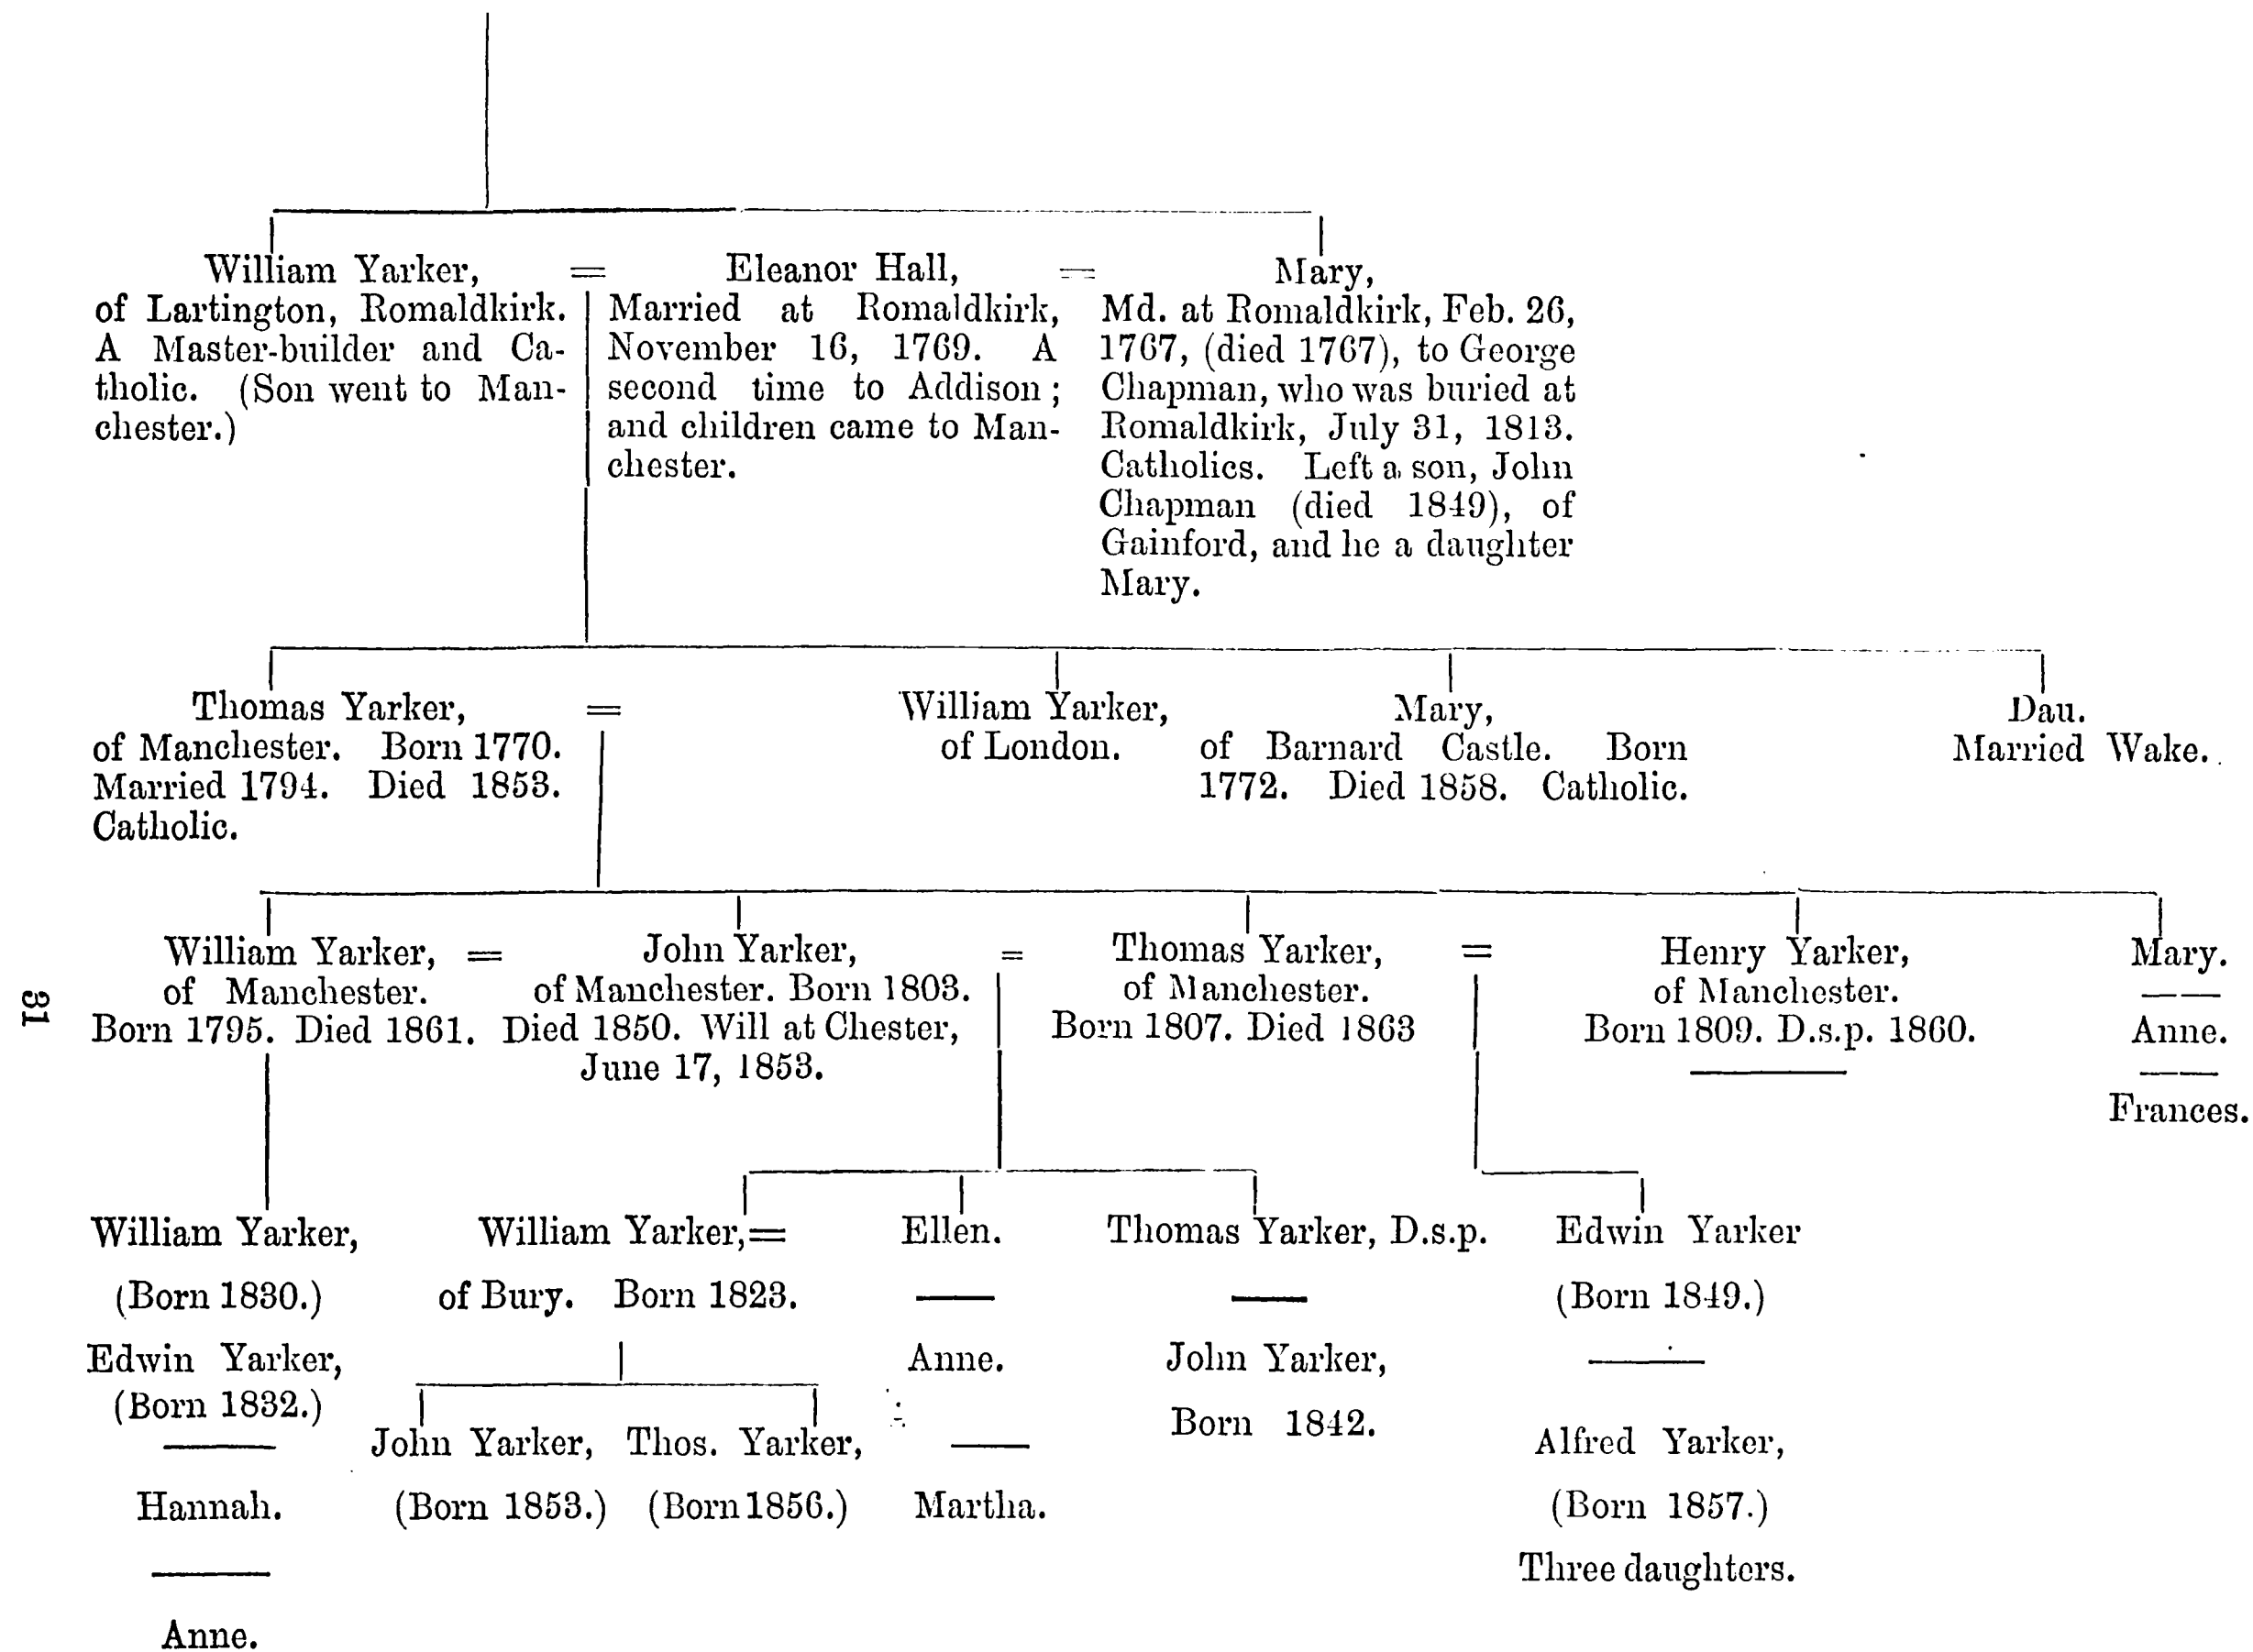 William Yarker,
of Lartington, Romaldkirk.
A Master-builder and Ca-
tholic. (Son went to Man-
chester.)
=
Eleanor Hall,
Married at Romaldkirk,
November 16, 1769. A
second time to Addison;
and children came to Man-
chester.
=
Mary,
Md. at Romaldkirk, Feb. 26,
1767, (died 1767), to George
Chapman, who was buried at
Romaldkirk, July 31, 1813.
Catholics. Left a son, John
Chapman (died 1849), of
Gainford, and he a daughter
Mary.
Thomas Yarker, =
of Manchester. Born 1770.
Married 1794. Died 1853.
Catholic.
William Yarker,
of London.
Mary,
of Barnard Castle. Born
1772. Died 1858. Catholic.
Dau.
Married Wake.
William Yarker, =
of Manchester.
Born 1795. Died 1861.
John Yarker, =
of Manchester. Born 1803.
Died 1850. Will at Chester,
June 17, 1853.
Thomas Yarker, =
of Manchester.
Born 1807. Died 1863
Henry Yarker,
of Manchester.
Born 1809. D.s.p. 1860.
Mary.
Anne.
Frances.
31
William Yarker,
(Born 1830.)
Edwin Yarker,
(Born 1832.)
Hannah.
Anne.
William Yarker,=
of Bury. Born 1823.
John Yarker,
(Born 1853.)
Thos. Yarker,
(Born 1856.)
Ellen.
Anne.
Martha.
Thomas Yarker, D.s.p.
John Yarker,
Born 1842.
Edwin Yarker
(Born 1849.)
Alfred Yarker,
(Born 1857.)
Three daughters.